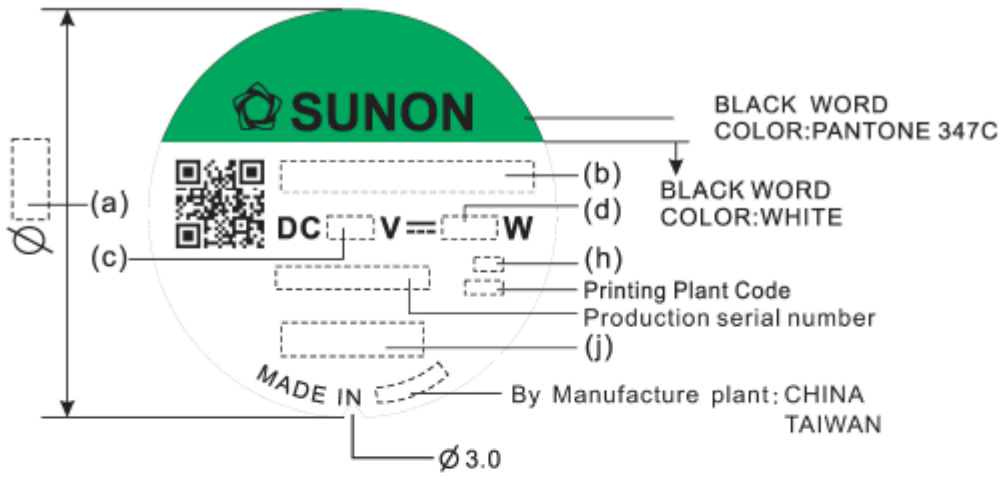 SUNON
BLACK WORD
COLOR:PANTONE 347C
(a)
(b)
BLACK WORD
COLOR:WHITE
DC V W
(d)
Ø
(c)
(h)
Printing Plant Code
Production serial number
(j)
MADE IN
By Manufacture plant: CHINA
TAIWAN
Ø 3.0